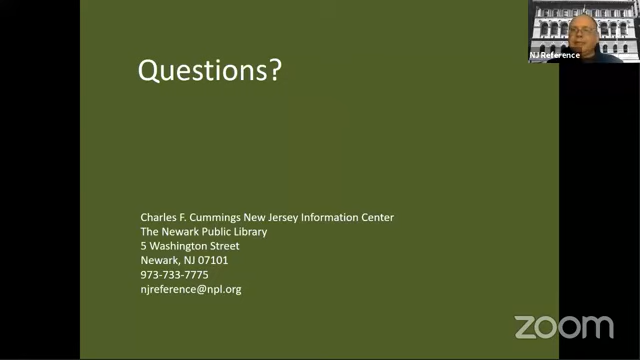 NJ Reference
Questions?
Charles F. Cummings New Jersey Information Center
The Newark Public Library
5 Washington Street
Newark, NJ 07101
973-733-7775
njreference@npl.org
zoom